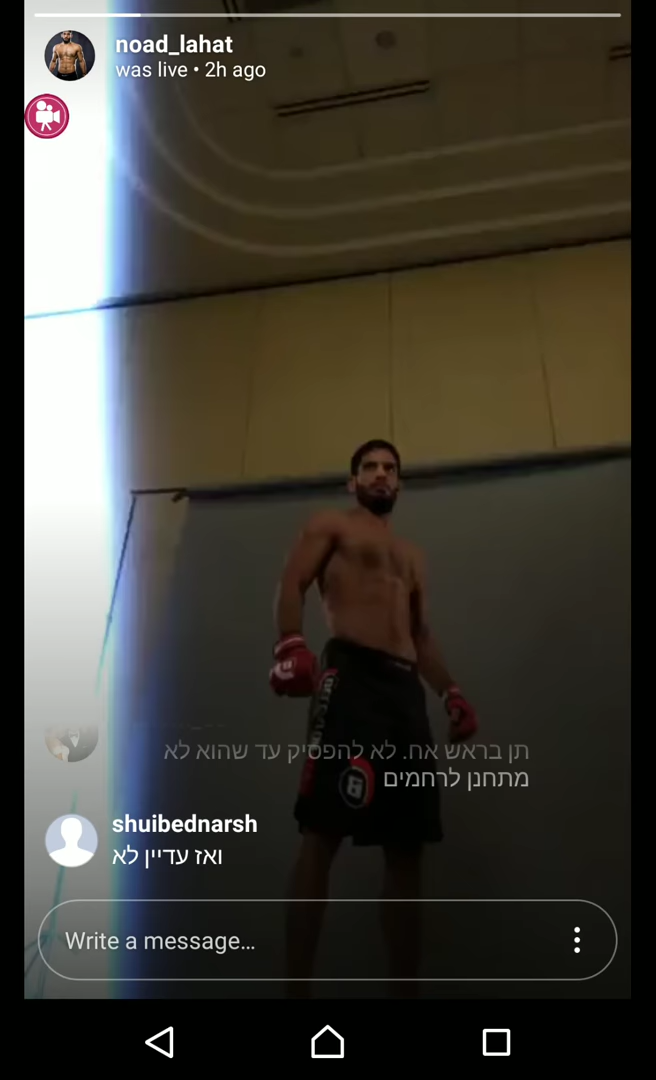 noad_lahat
was live • 2h ago
תן בראש אח. לא להפסיק עד שהוא לא
מתחנן לרחמים
shuibednarsh
ואז עדיין לא
Write a message...